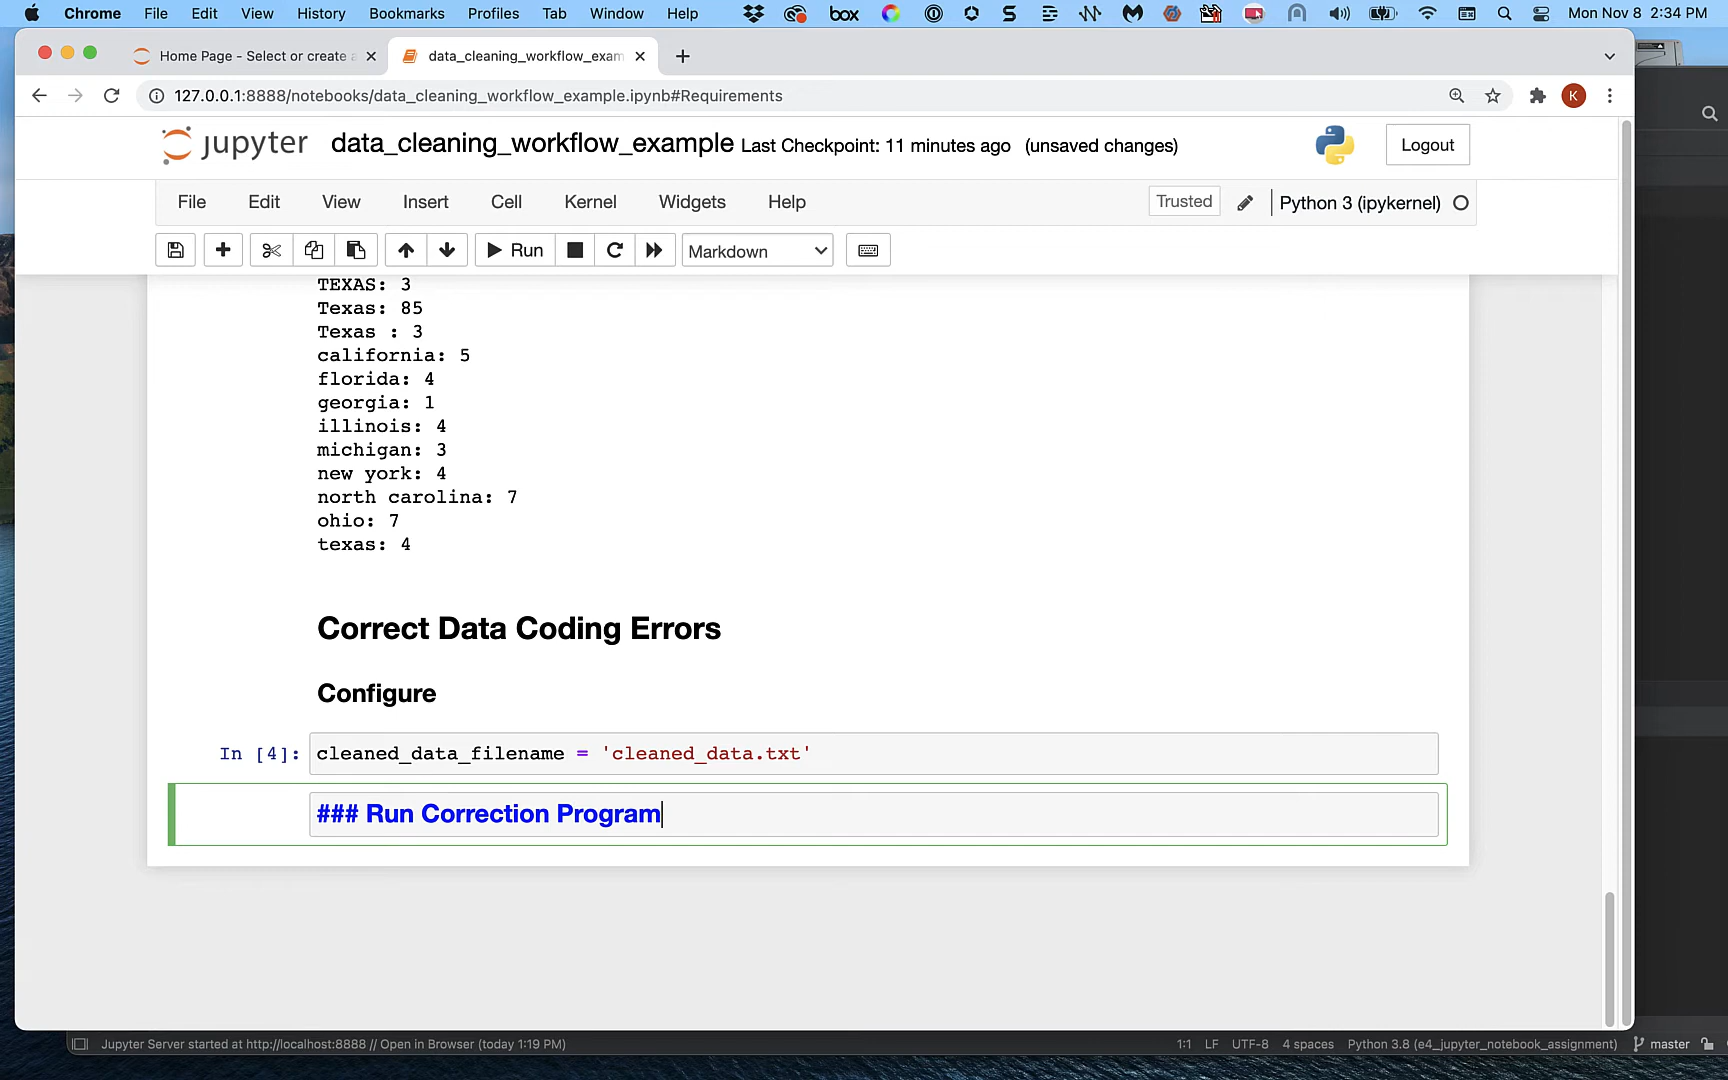 Chrome File Edit View History Bookmarks Profiles Tab Window Help box Mon Nov 8 2:34 PM
Home Page - Select or create a data_cleaning_workflow_exam
127.0.0.1:8888/notebooks/data_cleaning_workflow_example.ipynb#Requirements K
jupyter data_cleaning_workflow_example Last Checkpoint: 11 minutes ago (unsaved changes) Logout
File Edit View Insert Cell Kernel Widgets Help Trusted Python 3 (ipykernel)
Run Markdown
TEXAS: 3
Texas: 85
Texas : 3
california: 5
florida: 4
georgia: 1
illinois: 4
michigan: 3
new york: 4
north carolina: 7
ohio: 7
texas: 4
Correct Data Coding Errors
Configure
In [4]: cleaned_data_filename = 'cleaned_data.txt'
### Run Correction Program
Jupyter Server started at http://localhost:8888 // Open in Browser (today 1:19 PM) 1:1 LF UTF-8 4 spaces Python 3.8 (e4_jupyter_notebook_assignment) master